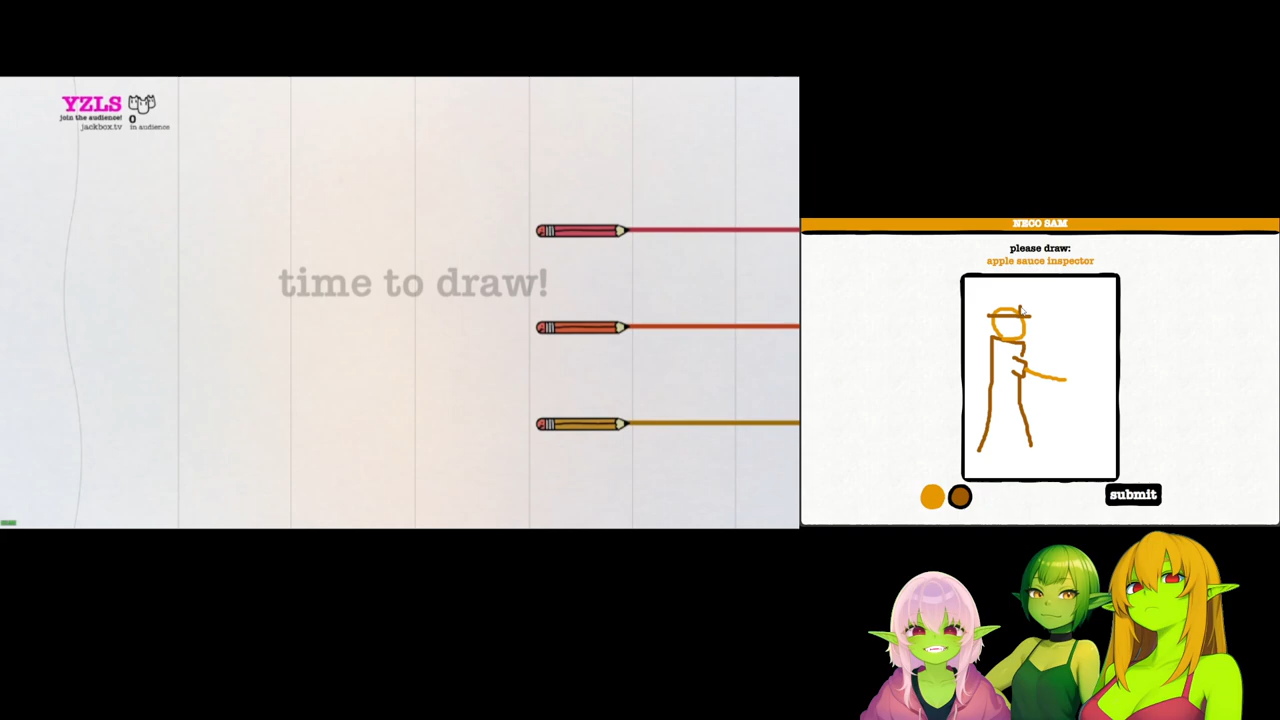 YZLS
join the audience!
jackbox.tv
0
in audience
time to draw!
NECO SAM
please draw:
apple sauce inspector
submit